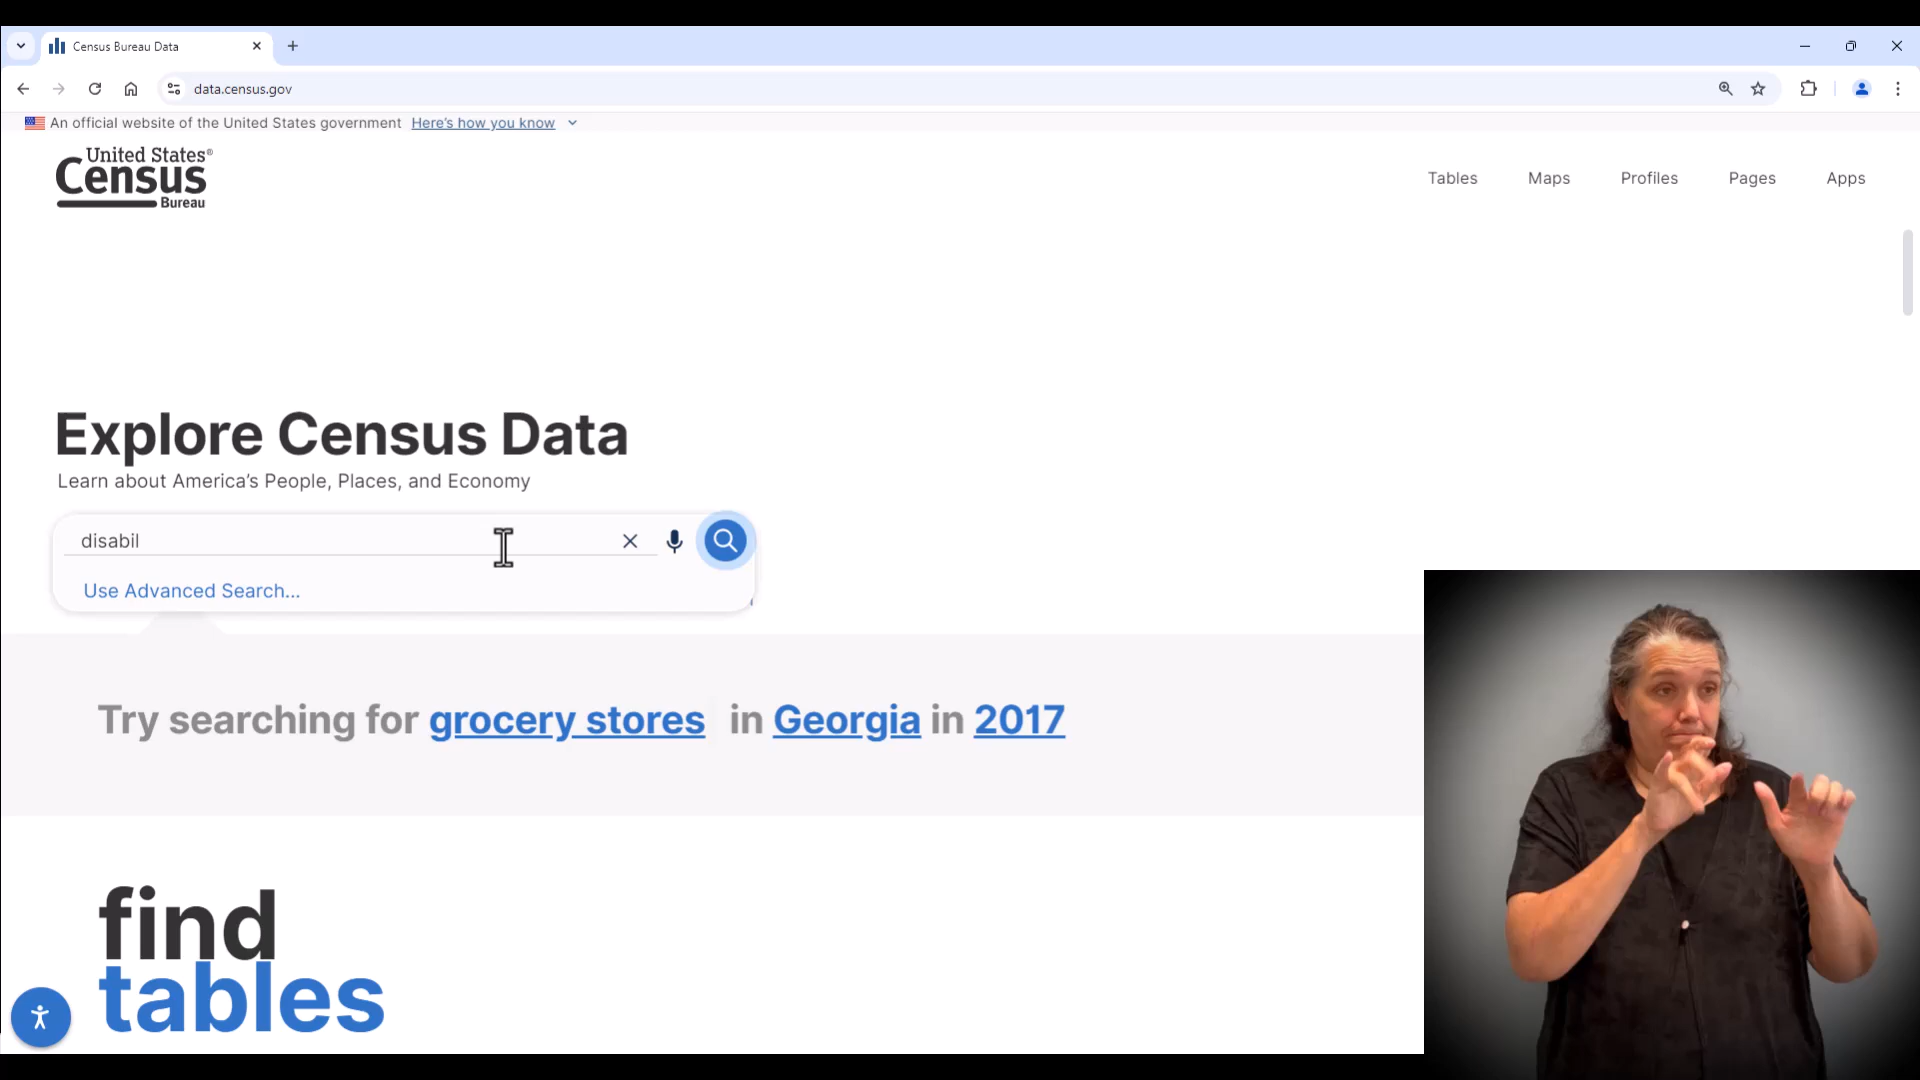 Census Bureau Data
data.census.gov
An official website of the United States government Here's how you know
United States®
Census
Bureau
Tables Maps Profiles Pages Apps
Explore Census Data
Learn about America's People, Places, and Economy
disabil
Use Advanced Search...
Try searching for grocery stores in Georgia in 2017
find
tables